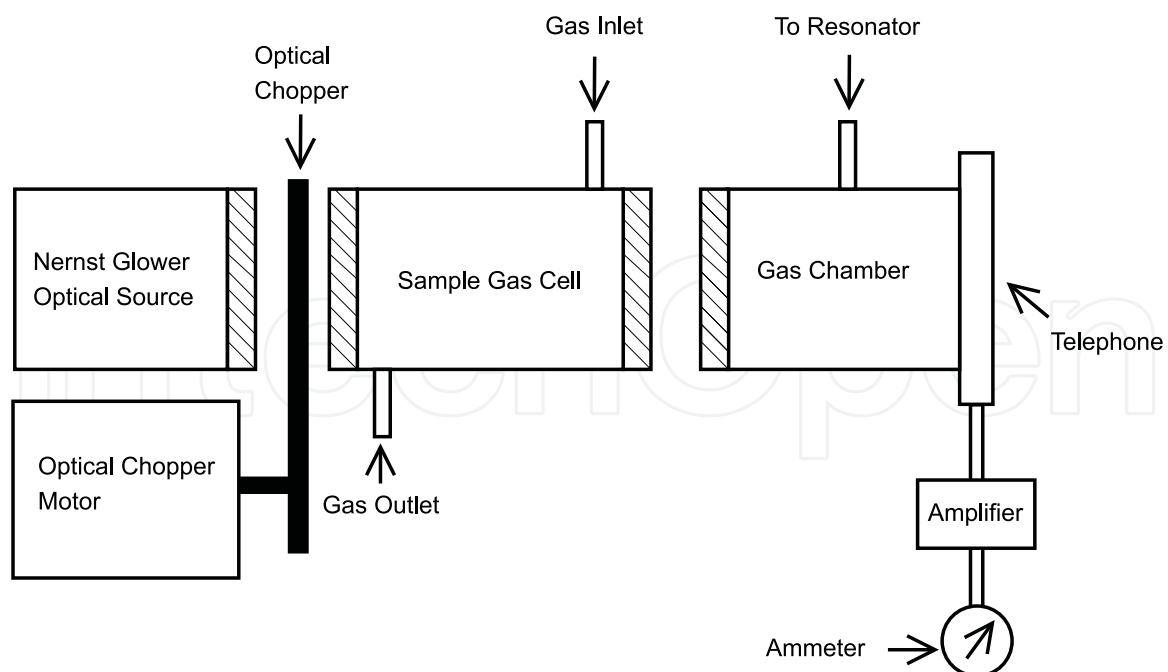 Gas Inlet
To Resonator
Optical
Chopper
Nernst Glower
Optical Source
Sample Gas Cell
Gas Chamber
Telephone
Optical Chopper
Motor
Gas Outlet
Amplifier
Ammeter
IntechOpen